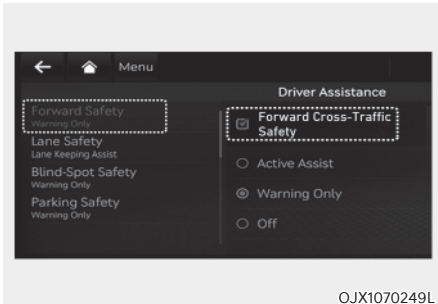 Menu
Driver Assistance
Forward Safety
Warning Only
Lane Safety
Lane Keeping Assist
Blind-Spot Safety
Warning Only
Parking Safety
Warning Only
Forward Cross-Traffic
Safety
Active Assist
Warning Only
Off
OJX1070249L